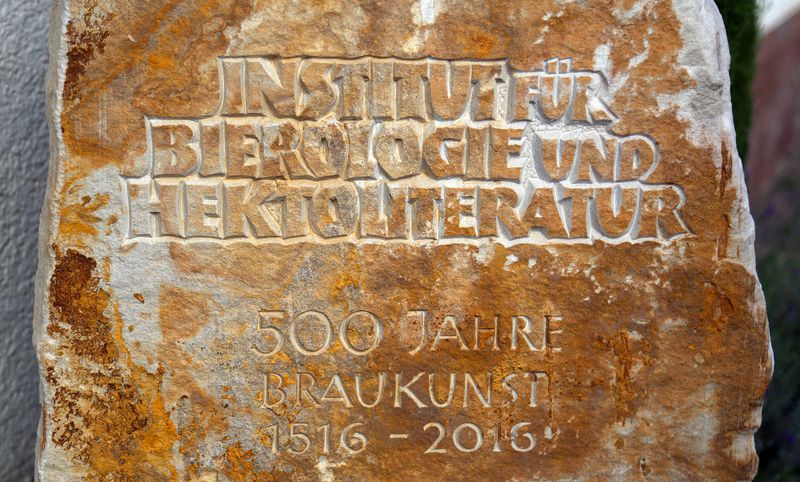 INSTITUT FÜR
BIEROLOGIE UND
HEKTOLITERATUR
500 JAHRE
BRAUKUNST
1516 - 2016